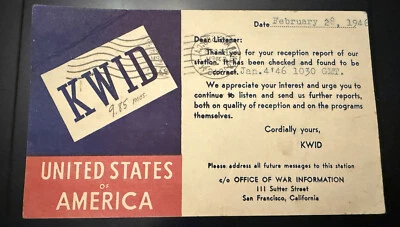 KWID
9.85 mcs.
UNITED STATES
OF
AMERICA
Date February 28, 1946
Dear Listener:
Thank you for your reception report of our
station. It has been checked and found to be
correct. Jan.4'46 1030 GMT.
We appreciate your interest and urge you to
continue to listen and send us further reports,
both on quality of reception and on the programs
themselves.
Cordially yours,
KWID
Please address all future messages to this station
c/o OFFICE OF WAR INFORMATION
111 Sutter Street
San Francisco, California